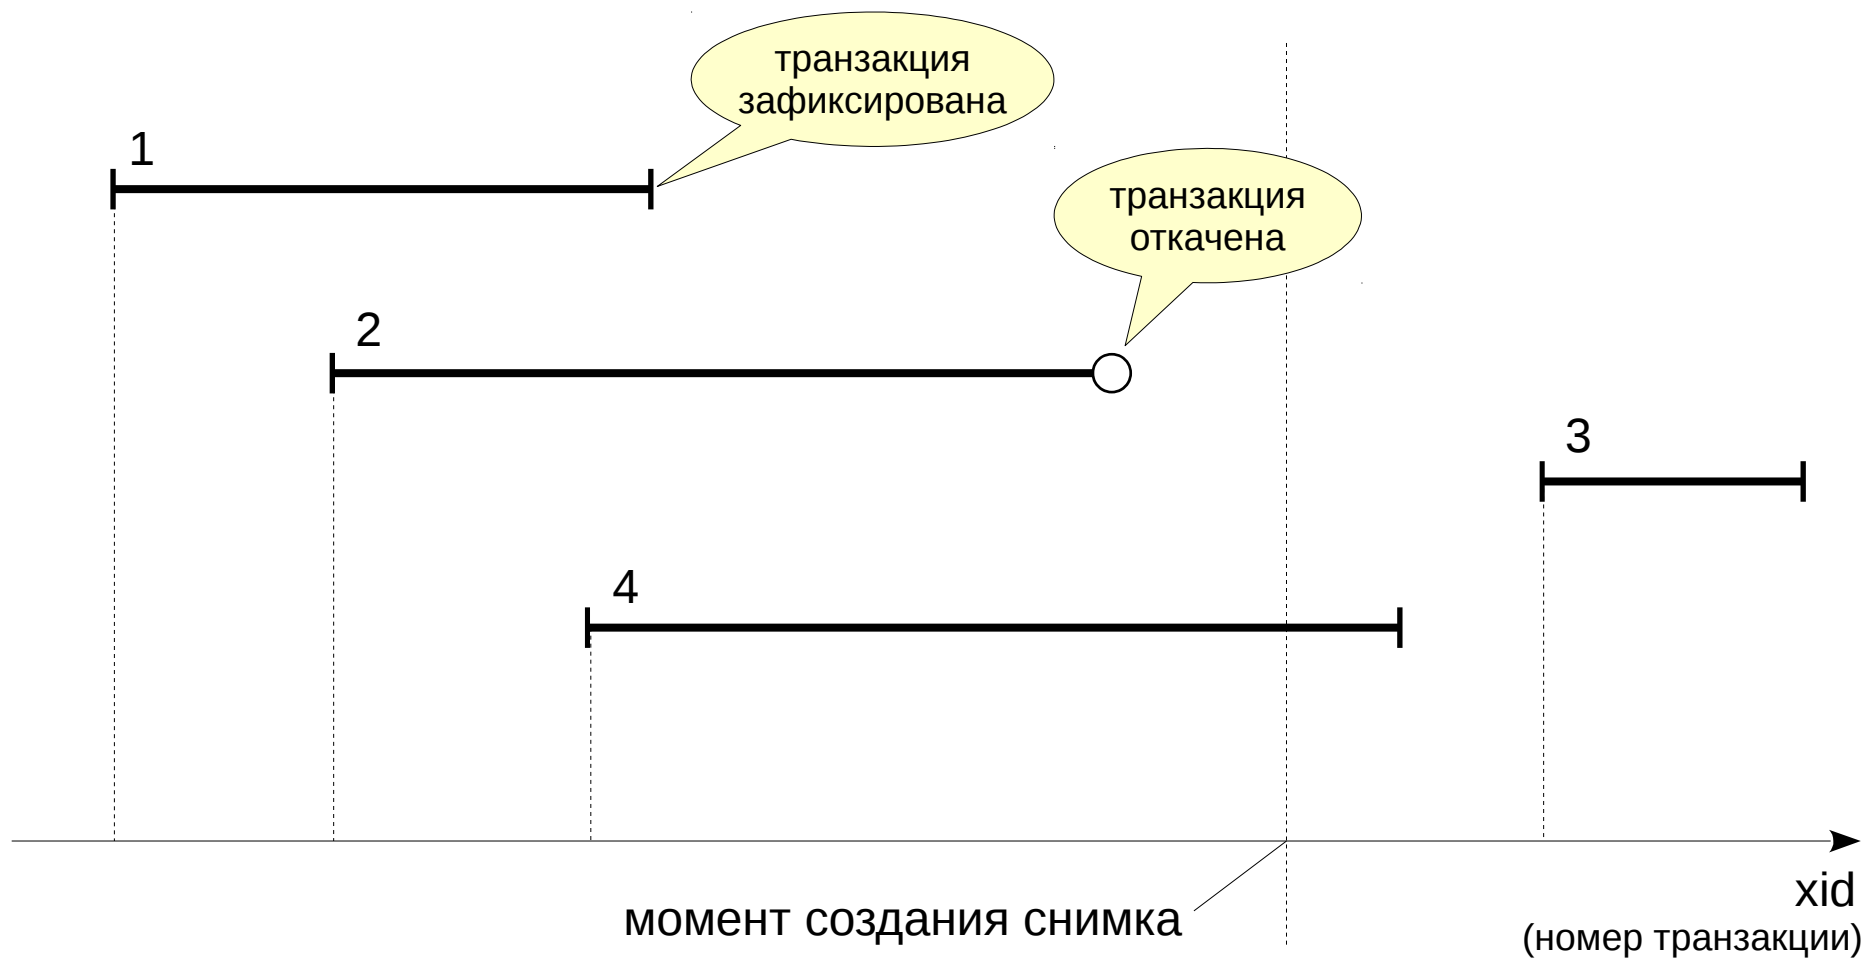 транзакция
зафиксирована
1
транзакция
откачена
2
3
4
момент создания снимка
xid
(номер транзакции)